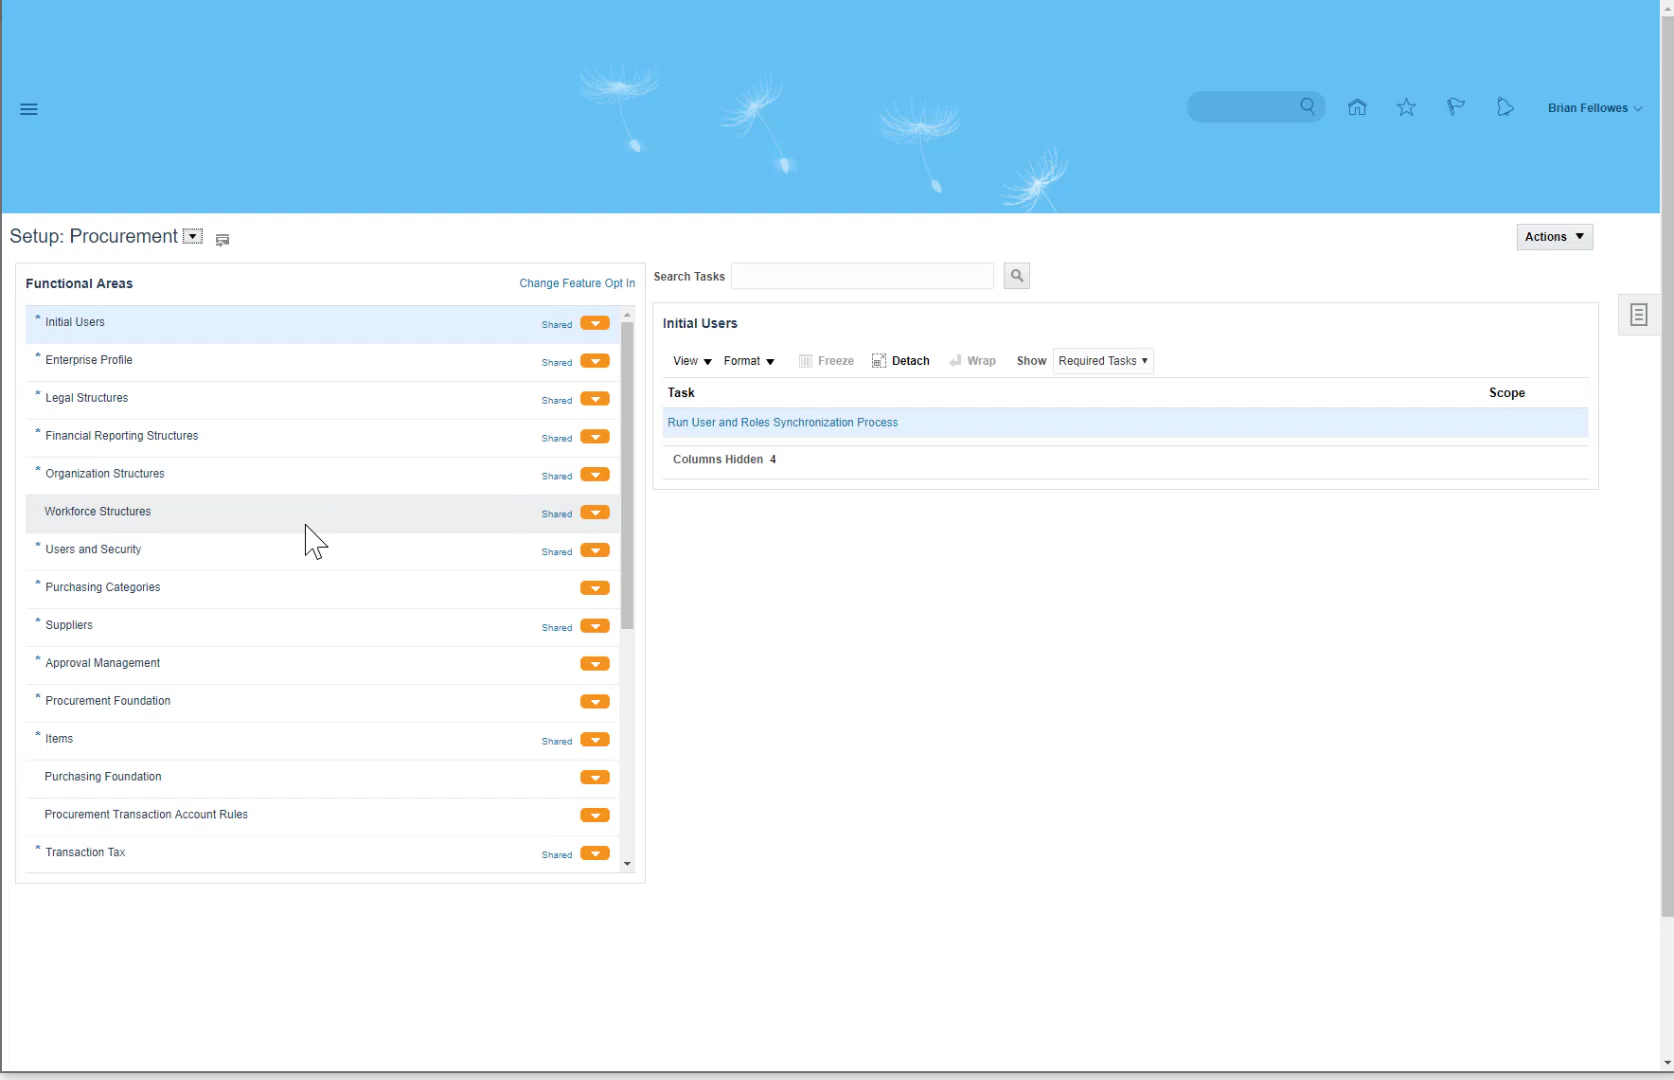 Brian Fellowes
Setup: Procurement
Actions
Functional Areas
Change Feature Opt In
* Initial Users Shared
* Enterprise Profile Shared
* Legal Structures Shared
* Financial Reporting Structures Shared
* Organization Structures Shared
Workforce Structures Shared
* Users and Security Shared
* Purchasing Categories
* Suppliers Shared
* Approval Management
* Procurement Foundation
* Items Shared
Purchasing Foundation
Procurement Transaction Account Rules
* Transaction Tax Shared
Search Tasks
Initial Users
View Format Freeze Detach Wrap Show Required Tasks
Task Scope
Run User and Roles Synchronization Process
Columns Hidden 4